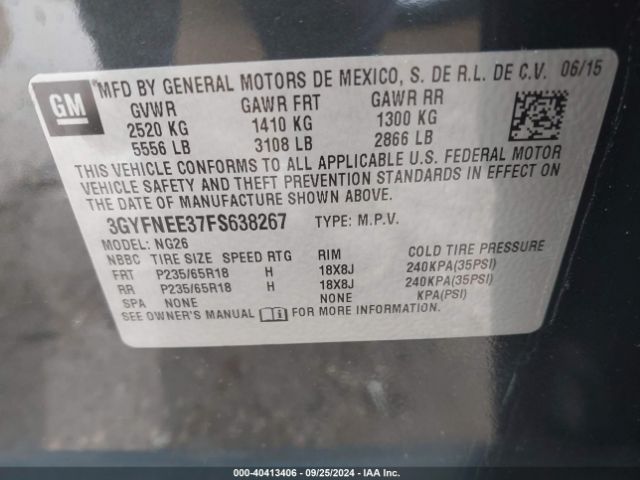 GM
MFD BY GENERAL MOTORS DE MEXICO, S. DE R.L. DE C.V. 06/15
GVWR GAWR FRT GAWR RR
2520 KG 1410 KG 1300 KG
5556 LB 3108 LB 2866 LB
THIS VEHICLE CONFORMS TO ALL APPLICABLE U.S. FEDERAL MOTOR
VEHICLE SAFETY AND THEFT PREVENTION STANDARDS IN EFFECT ON
THE DATE OF MANUFACTURE SHOWN ABOVE.
3GYFNEE37FS638267 TYPE: M.P.V.
MODEL: NG26
NBBC TIRE SIZE SPEED RTG RIM COLD TIRE PRESSURE
FRT P235/65R18 H 18X8J 240KPA(35PSI)
RR P235/65R18 H 18X8J 240KPA(35PSI)
SPA NONE NONE KPA(PSI)
SEE OWNER'S MANUAL FOR MORE INFORMATION.
000-40413406 - 09/25/2024 - IAA Inc.